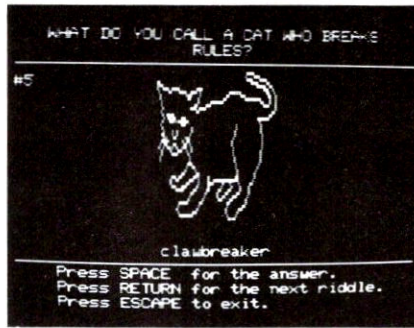 WHAT DO YOU CALL A CAT WHO BREAKS
RULES?
#5
clawbreaker
Press SPACE for the answer.
Press RETURN for the next riddle.
Press ESCAPE to exit.